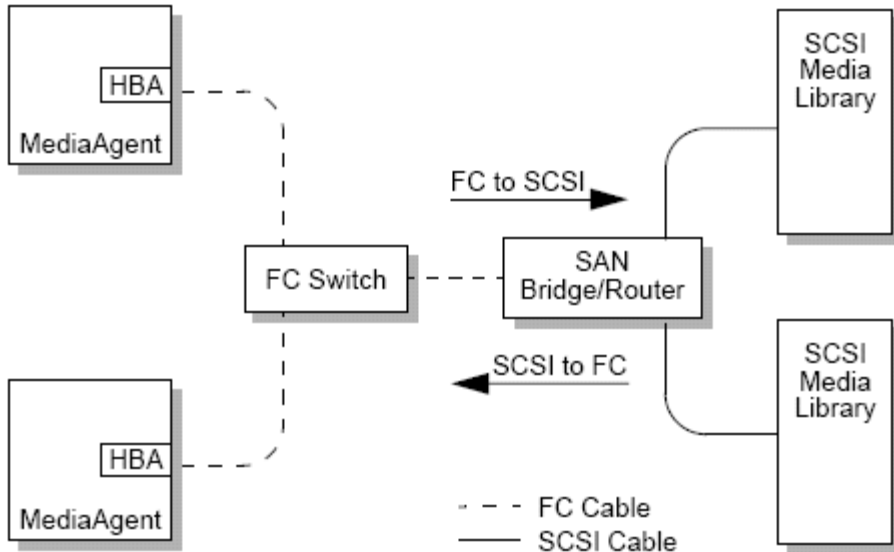 HBA
MediaAgent
SCSI
Media
Library
FC to SCSI
FC Switch
SAN
Bridge/Router
SCSI to FC
SCSI
Media
Library
HBA
MediaAgent
FC Cable
SCSI Cable